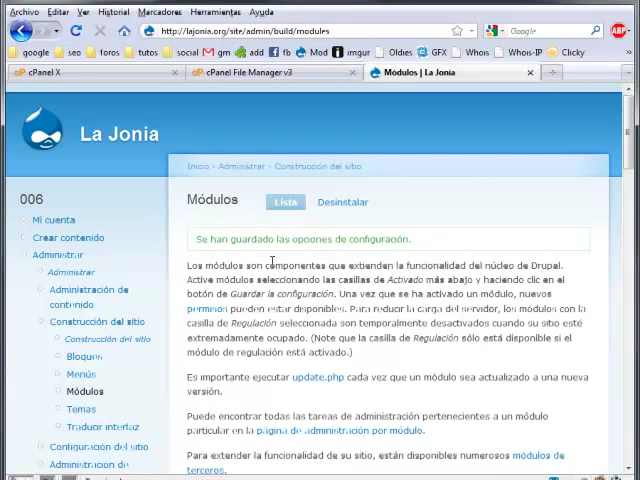 Archivo Editar Ver Historial Marcadores Herramientas Ayuda
http://lajonia.org/site/admin/build/modules
google seo foros tutos social gm add fb Mod imgur Oldies GFX Whois Whois-IP Clicky
cPanel X cPanel File Manager v3 Módulos | La Jonia
La Jonia
Inicio » Administrar » Construcción del sitio
006
Módulos Lista Desinstalar
Mi cuenta
Crear contenido
Administrar
Administrar
Administración de
contenido
Construcción del sitio
Construcción del sitio
Bloques
Menús
Módulos
Temas
Traducir interfaz
Configuración del sitio
Administración de
Se han guardado las opciones de configuración.
Los módulos son componentes que extienden la funcionalidad del núcleo de Drupal.
Active módulos seleccionando las casillas de Activado más abajo y haciendo clic en el
botón de Guardar la configuración. Una vez que se ha activado un módulo, nuevos
permisos pueden estar disponibles. Para reducir la carga del servidor, los módulos con la
casilla de Regulación seleccionada son temporalmente desactivados cuando su sitio esté
extremadamente ocupado. (Note que la casilla de Regulación sólo está disponible si el
módulo de regulación está activado.)
Es importante ejecutar update.php cada vez que un módulo sea actualizado a una nueva
versión.
Puede encontrar todas las tareas de administración pertenecientes a un módulo
particular en la página de administración por módulo.
Para extender la funcionalidad de su sitio, están disponibles numerosos módulos de
terceros.